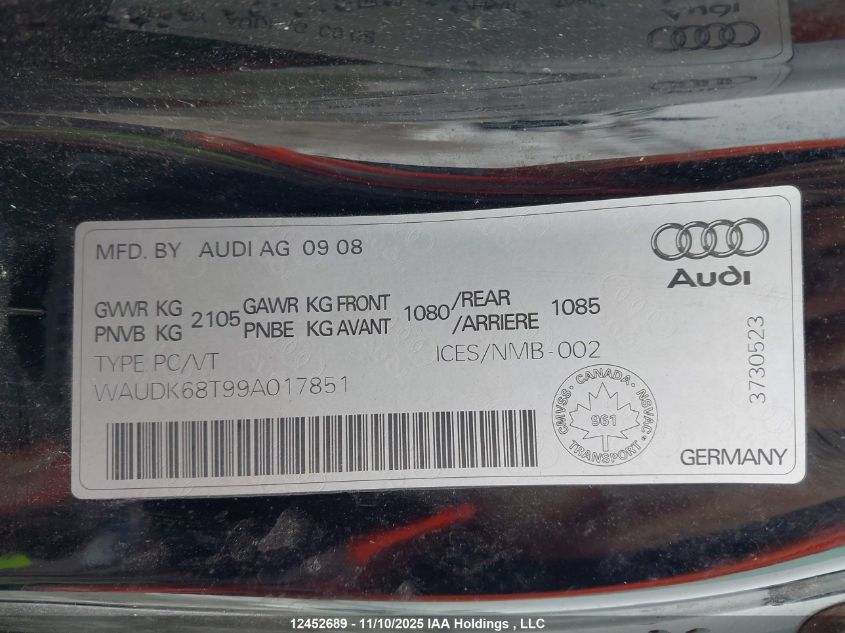 MFD. BY AUDI AG 09 08
Audi
GVWR KG 2105 GAWR KG FRONT 1080 /REAR 1085
PNVB KG PNBE KG AVANT /ARRIERE
TYPE PC/VT ICES/NMB-002
WAUDK68T99A017851
3730523
CMVSS. CANADA. NSVAC.
961
TRANSPORT
GERMANY
12452689 - 11/10/2025 IAA Holdings , LLC